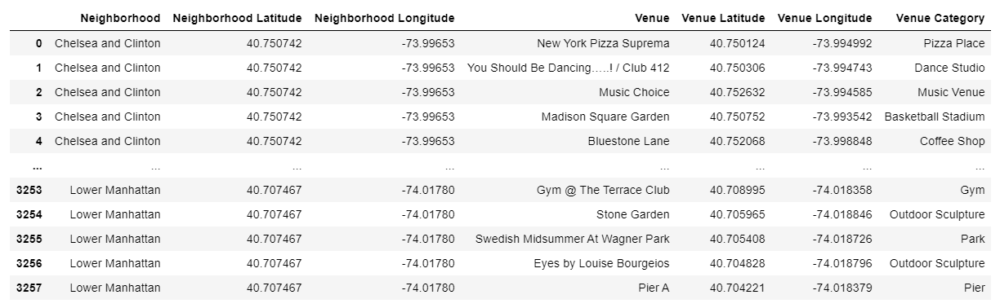 Neighborhood Neighborhood Latitude Neighborhood Longitude Venue Venue Latitude Venue Longitude Venue Category
0 Chelsea and Clinton 40.750742 -73.99653 New York Pizza Suprema 40.750124 -73.994992 Pizza Place
1 Chelsea and Clinton 40.750742 -73.99653 You Should Be Dancing…..! / Club 412 40.750306 -73.994743 Dance Studio
2 Chelsea and Clinton 40.750742 -73.99653 Music Choice 40.752632 -73.994585 Music Venue
3 Chelsea and Clinton 40.750742 -73.99653 Madison Square Garden 40.750752 -73.993542 Basketball Stadium
4 Chelsea and Clinton 40.750742 -73.99653 Bluestone Lane 40.752068 -73.998848 Coffee Shop
... ... ... ... ... ... ... ...
3253 Lower Manhattan 40.707467 -74.01780 Gym @ The Terrace Club 40.708995 -74.018358 Gym
3254 Lower Manhattan 40.707467 -74.01780 Stone Garden 40.705965 -74.018846 Outdoor Sculpture
3255 Lower Manhattan 40.707467 -74.01780 Swedish Midsummer At Wagner Park 40.705408 -74.018726 Park
3256 Lower Manhattan 40.707467 -74.01780 Eyes by Louise Bourgeios 40.704828 -74.018796 Outdoor Sculpture
3257 Lower Manhattan 40.707467 -74.01780 Pier A 40.704221 -74.018379 Pier